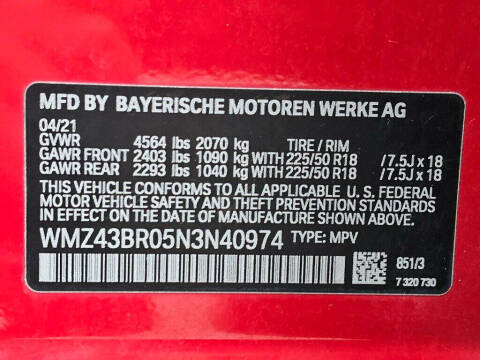 MFD BY BAYERISCHE MOTOREN WERKE AG
04/21
GVWR 4564 lbs 2070 kg TIRE / RIM
GAWR FRONT 2403 lbs 1090 kg WITH 225/50 R18 /7.5J x 18
GAWR REAR 2293 lbs 1040 kg WITH 225/50 R18 /7.5J x 18
THIS VEHICLE CONFORMS TO ALL APPLICABLE U. S. FEDERAL
MOTOR VEHICLE SAFETY AND THEFT PREVENTION
STANDARDS IN EFFECT ON THE DATE OF MANUFACTURE SHOWN ABOVE.
WMZ43BR05N3N40974 TYPE: MPV
851/3
7 320 730